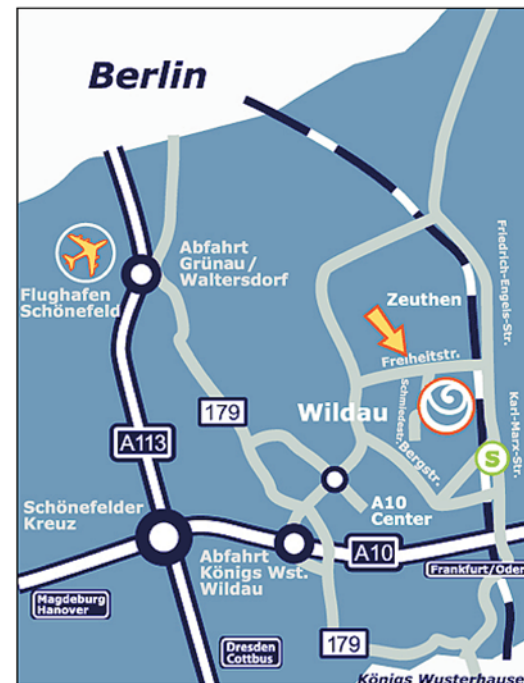 Berlin
Abfahrt
Grünau/
Waltersdorf
Flughafen
Schönefeld
Friedrich-Engels-Str.
Zeuthen
Freiheitstr.
179
Wildau
Schmiedestr.
Karl-Marx-Str.
A113
Bergstr.
S
Schönefelder
Kreuz
A10
Center
Abfahrt
Königs Wst.
Wildau
A10
Frankfurt/Oder
Magdeburg
Hanover
Dresden
Cottbus
179
Königs Wusterhause